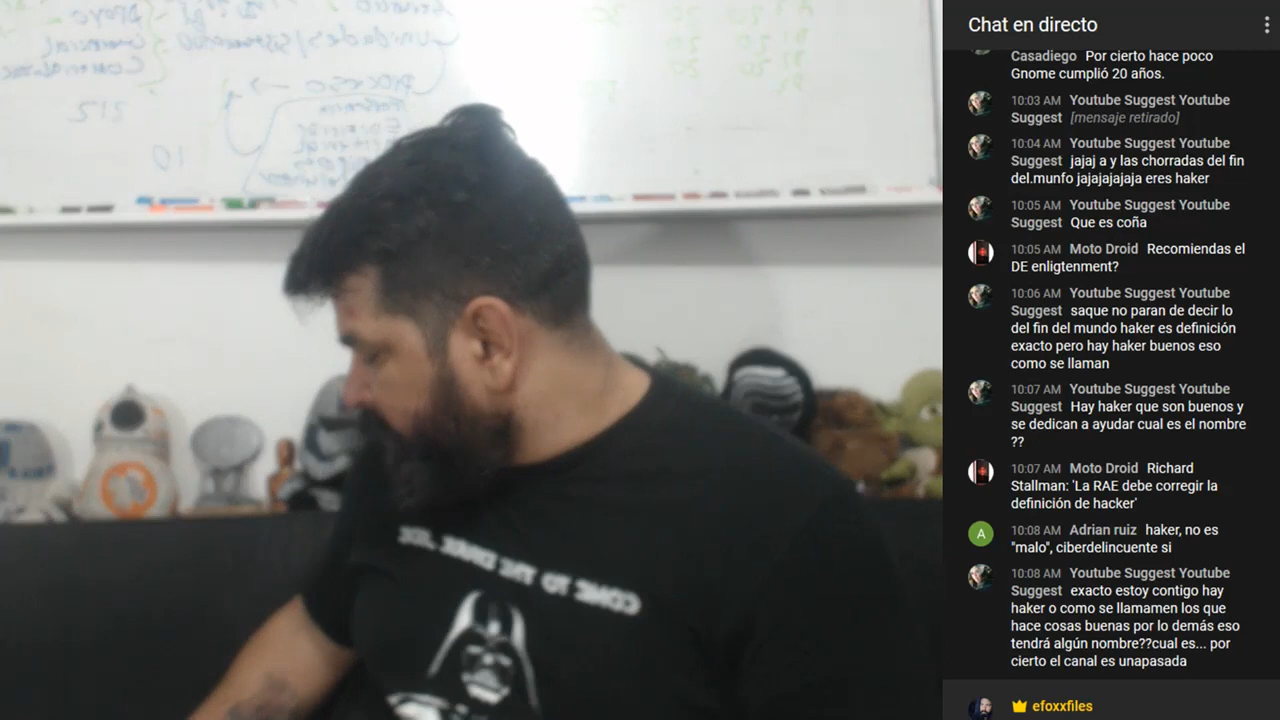 Chat en directo
Casadiego Por cierto hace poco
Gnome cumplió 20 años.
10:03 AM Youtube Suggest Youtube
Suggest [mensaje retirado]
10:04 AM Youtube Suggest Youtube
Suggest jajaj a y las chorradas del fin
del.munfo jajajajajaja eres haker
10:05 AM Youtube Suggest Youtube
Suggest Que es coña
10:05 AM Moto Droid Recomiendas el
DE enligtenment?
10:06 AM Youtube Suggest Youtube
Suggest saque no paran de decir lo
del fin del mundo haker es definición
exacto pero hay haker buenos eso
como se llaman
10:07 AM Youtube Suggest Youtube
Suggest Hay haker que son buenos y
se dedican a ayudar cual es el nombre
??
10:07 AM Moto Droid Richard
Stallman: 'La RAE debe corregir la
definición de hacker'
A
10:08 AM Adrian ruiz haker, no es
"malo", ciberdelincuente si
10:08 AM Youtube Suggest Youtube
Suggest exacto estoy contigo hay
haker o como se llamamen los que
hace cosas buenas por lo demás eso
tendrá algún nombre??cual es... por
cierto el canal es unapasada
efoxxfiles
COME TO THE DARK SIDE